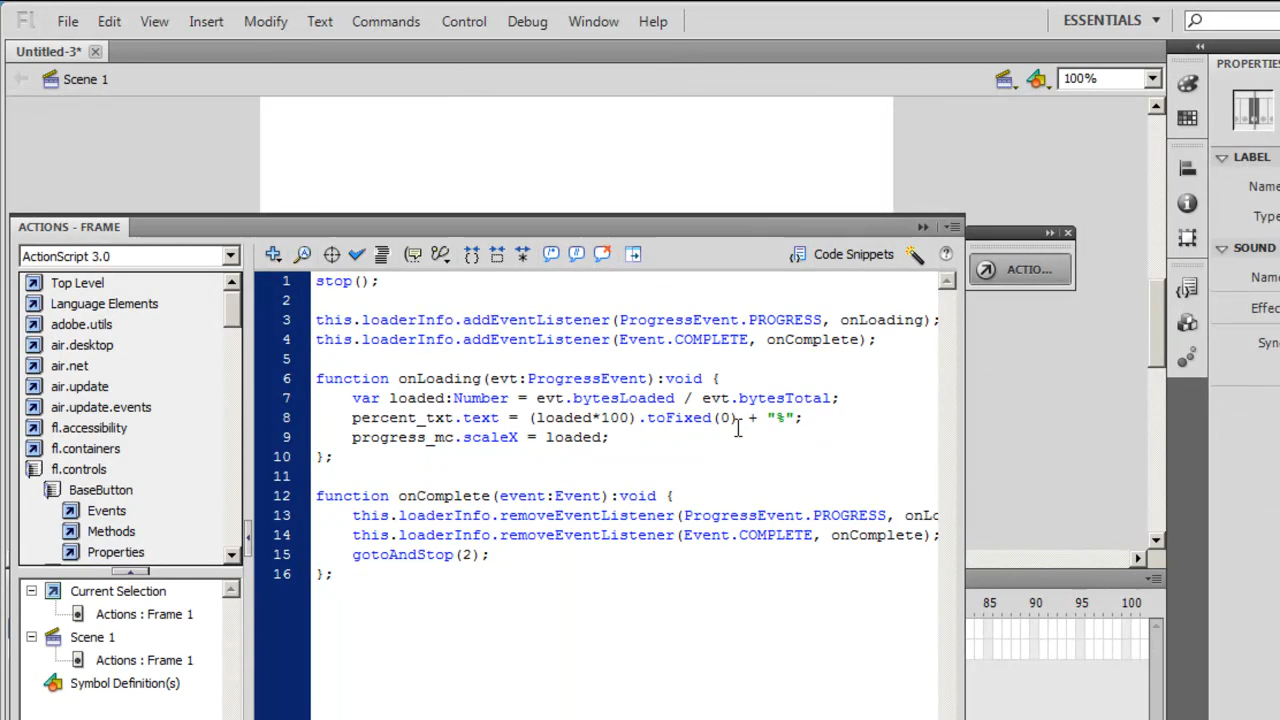 Fl File Edit View Insert Modify Text Commands Control Debug Window Help ESSENTIALS
Untitled-3*
Scene 1 100%
PROPERTIES
LABEL
Name
Type
SOUND
Name
Effec
Syn
ACTIONS - FRAME
ActionScript 3.0
Code Snippets
ACTIO...
Top Level
Language Elements
adobe.utils
air.desktop
air.net
air.update
air.update.events
fl.accessibility
fl.containers
fl.controls
BaseButton
Events
Methods
Properties
Current Selection
Actions : Frame 1
Scene 1
Actions : Frame 1
Symbol Definition(s)
1 stop();
2
3 this.loaderInfo.addEventListener(ProgressEvent.PROGRESS, onLoading);
4 this.loaderInfo.addEventListener(Event.COMPLETE, onComplete);
5
6 function onLoading(evt:ProgressEvent):void {
7 var loaded:Number = evt.bytesLoaded / evt.bytesTotal;
8 percent_txt.text = (loaded*100).toFixed(0) + "%";
9 progress_mc.scaleX = loaded;
10 };
11
12 function onComplete(event:Event):void {
13 this.loaderInfo.removeEventListener(ProgressEvent.PROGRESS, onLo
14 this.loaderInfo.removeEventListener(Event.COMPLETE, onComplete);
15 gotoAndStop(2);
16 };
85 90 95 100